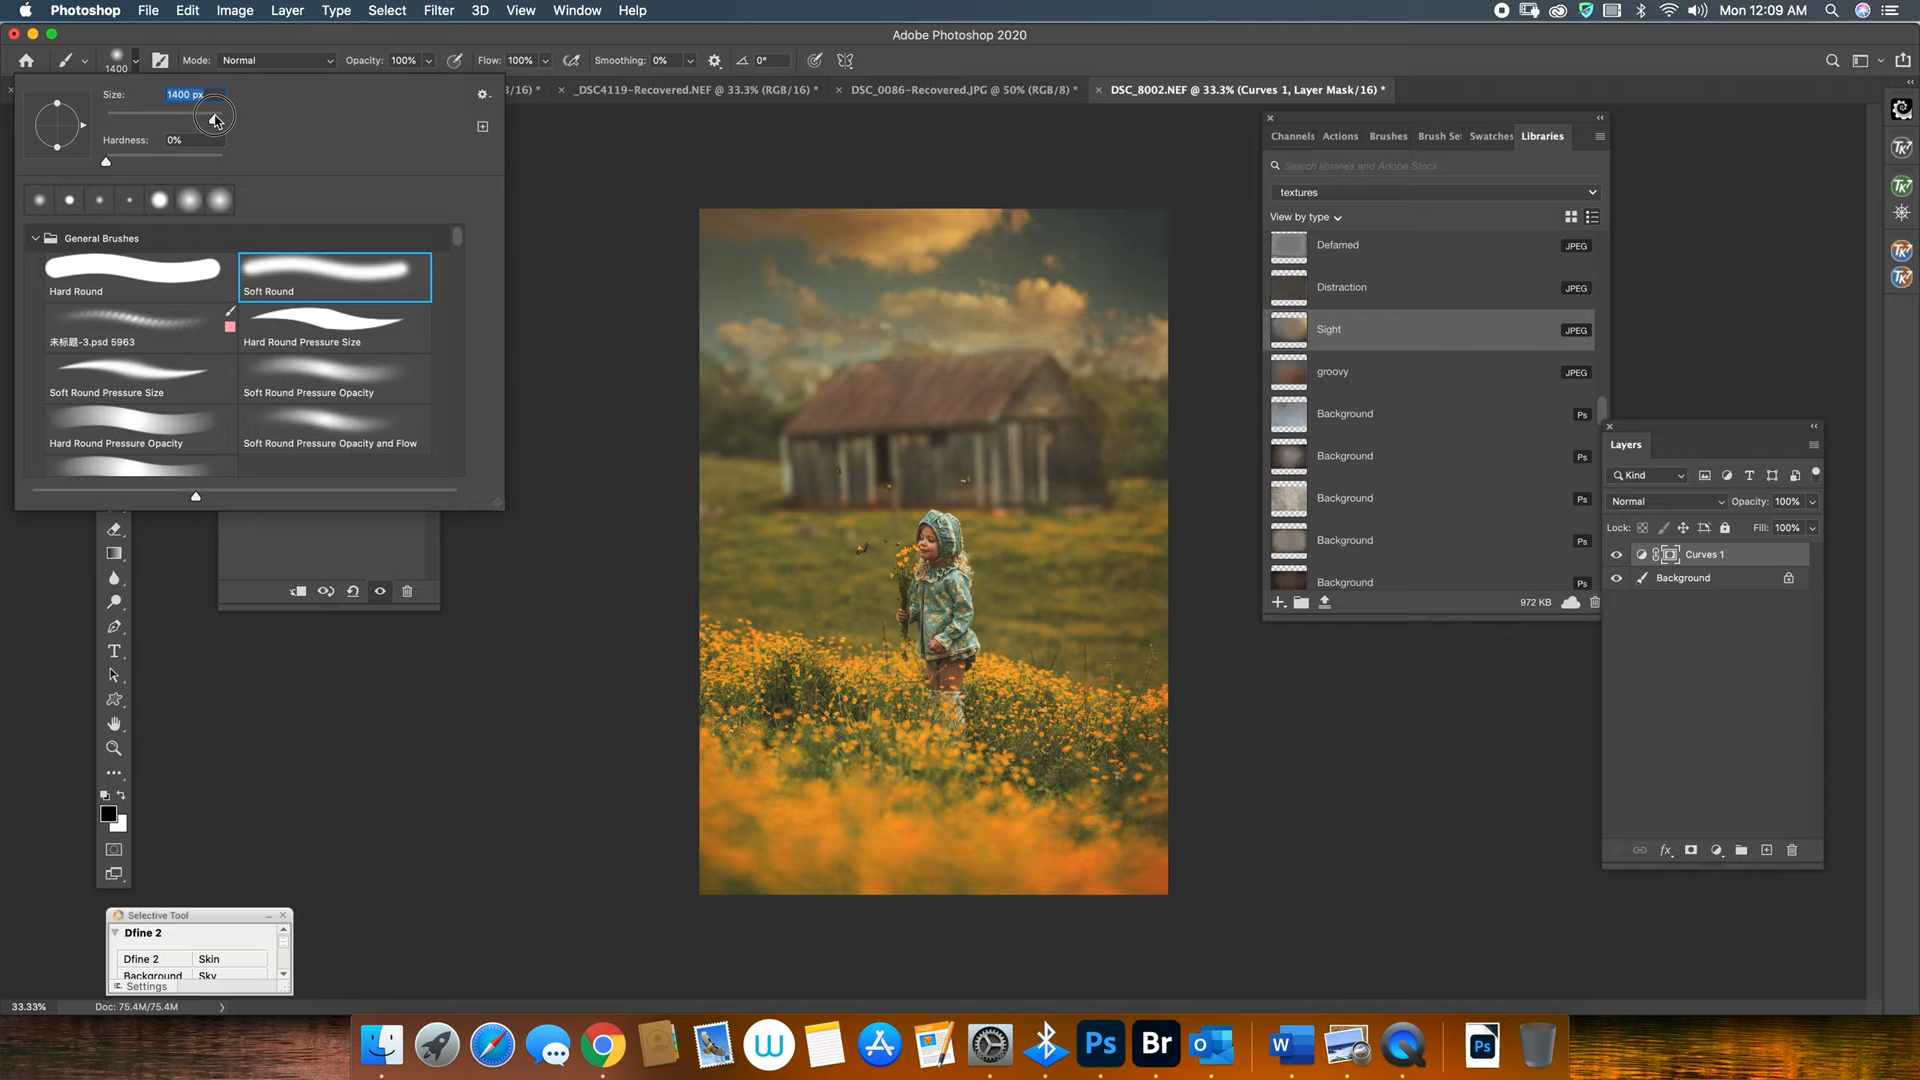 Photoshop File Edit Image Layer Type Select Filter 3D View Window Help Mon 12:09 AM
Adobe Photoshop 2020
1400 Mode: Normal Opacity: 100% Flow: 100% Smoothing: 0% 0°
/16) * _DSC4119-Recovered.NEF @ 33.3% (RGB/16) * DSC_0086-Recovered.JPG @ 50% (RGB/8) * DSC_8002.NEF @ 33.3% (Curves 1, Layer Mask/16) *
Size: 1400 px
Hardness: 0%
General Brushes
Hard Round Soft Round
未标题-3.psd 5963 Hard Round Pressure Size
Soft Round Pressure Size Soft Round Pressure Opacity
Hard Round Pressure Opacity Soft Round Pressure Opacity and Flow
Channels Actions Brushes Brush Set Swatches Libraries
Search libraries and Adobe Stock
textures
View by type
Defamed JPEG
Distraction JPEG
Sight JPEG
groovy JPEG
Background Ps
Background Ps
Background Ps
Background Ps
Background Ps
972 KB
Layers
Kind
Normal Opacity: 100%
Lock: Fill: 100%
Curves 1
Background
Selective Tool
Dfine 2
Dfine 2 Skin
Background Sky
Settings
33.33% Doc: 75.4M/75.4M
W Ps Br O W Ps
TK TK TK TK